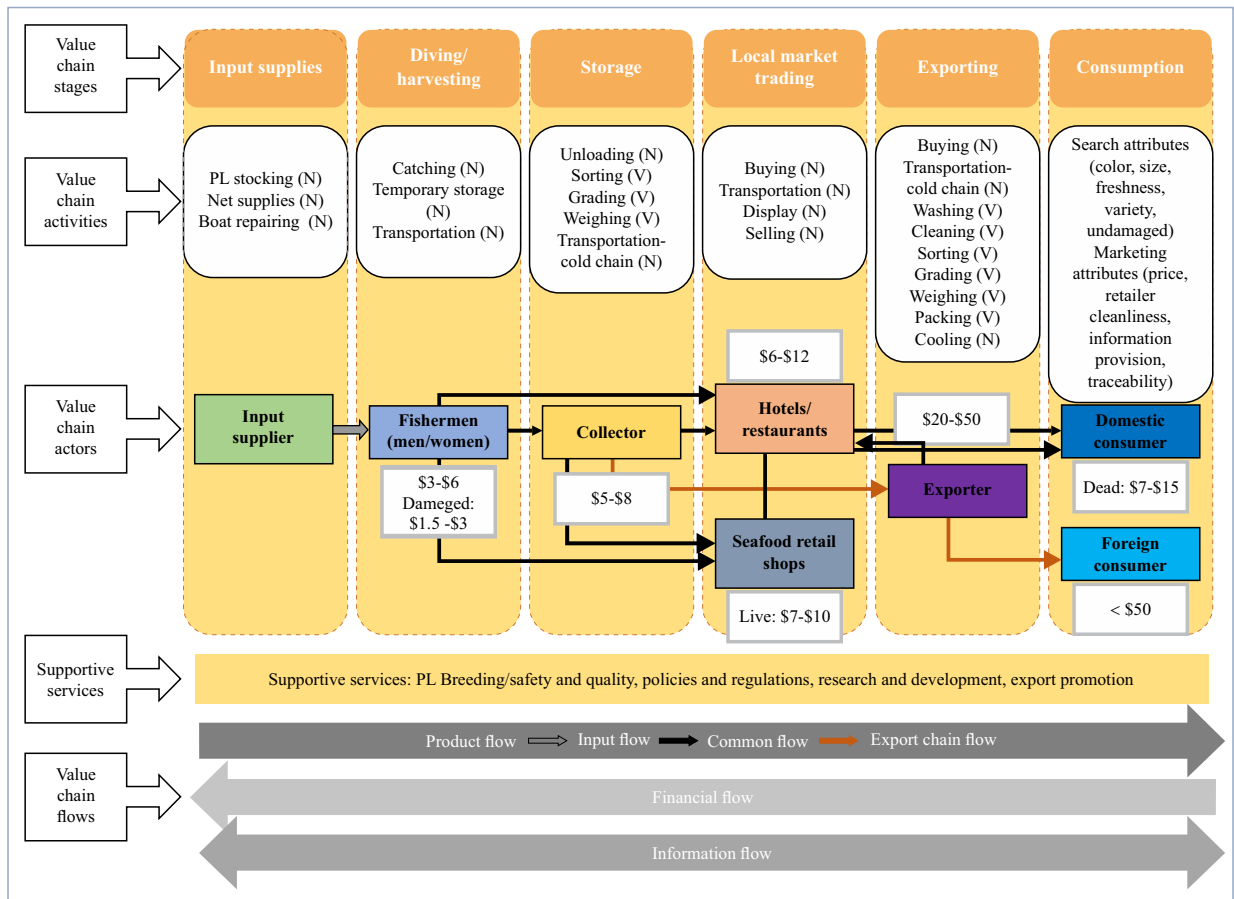 Value
chain
stages
Input supplies
Diving/
harvesting
Storage
Local market
trading
Exporting
Consumption
Value
chain
activities
PL stocking (N)
Net supplies (N)
Boat repairing (N)
Catching (N)
Temporary storage
(N)
Transportation (N)
Unloading (N)
Sorting (V)
Grading (V)
Weighing (V)
Transportation-
cold chain (N)
Buying (N)
Transportation (N)
Display (N)
Selling (N)
Buying (N)
Transportation-
cold chain (N)
Washing (V)
Cleaning (V)
Sorting (V)
Grading (V)
Weighing (V)
Packing (V)
Cooling (N)
Search attributes
(color, size,
freshness,
variety,
undamaged)
Marketing
attributes (price,
retailer
cleanliness,
information
provision,
traceability)
Value
chain
actors
Input
supplier
Fishermen
(men/women)
$3-$6
Dameged:
$1.5 -$3
Collector
$5-$8
$6-$12
Hotels/
restaurants
Seafood retail
shops
Live: $7-$10
$20-$50
Exporter
Domestic
consumer
Dead: $7-$15
Foreign
consumer
< $50
Supportive
services
Supportive services: PL Breeding/safety and quality, policies and regulations, research and development, export promotion
Value
chain
flows
Product flow Input flow Common flow Export chain flow
Financial flow
Information flow